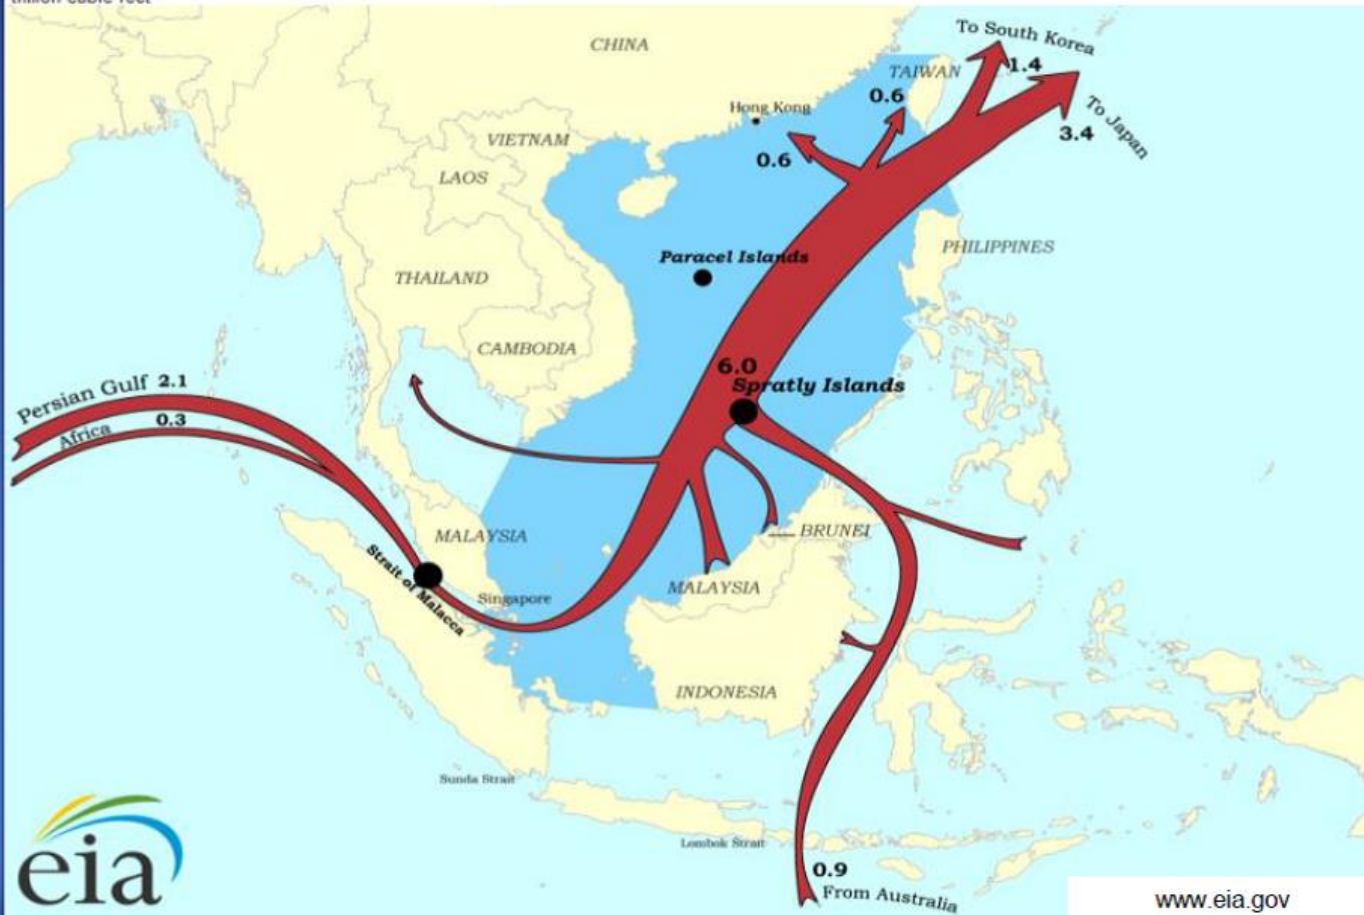 CHINA
To South Korea
1.4
TAIWAN
0.6
Hong Kong
To Japan
3.4
VIETNAM
0.6
LAOS
Paracel Islands
PHILIPPINES
THAILAND
CAMBODIA
6.0
Spratly Islands
Persian Gulf 2.1
0.3
Africa
MALAYSIA
BRUNEI
Strait of Malacca
Singapore
MALAYSIA
INDONESIA
Sunda Strait
Lombok Strait
eia
0.9
From Australia
www.eia.gov